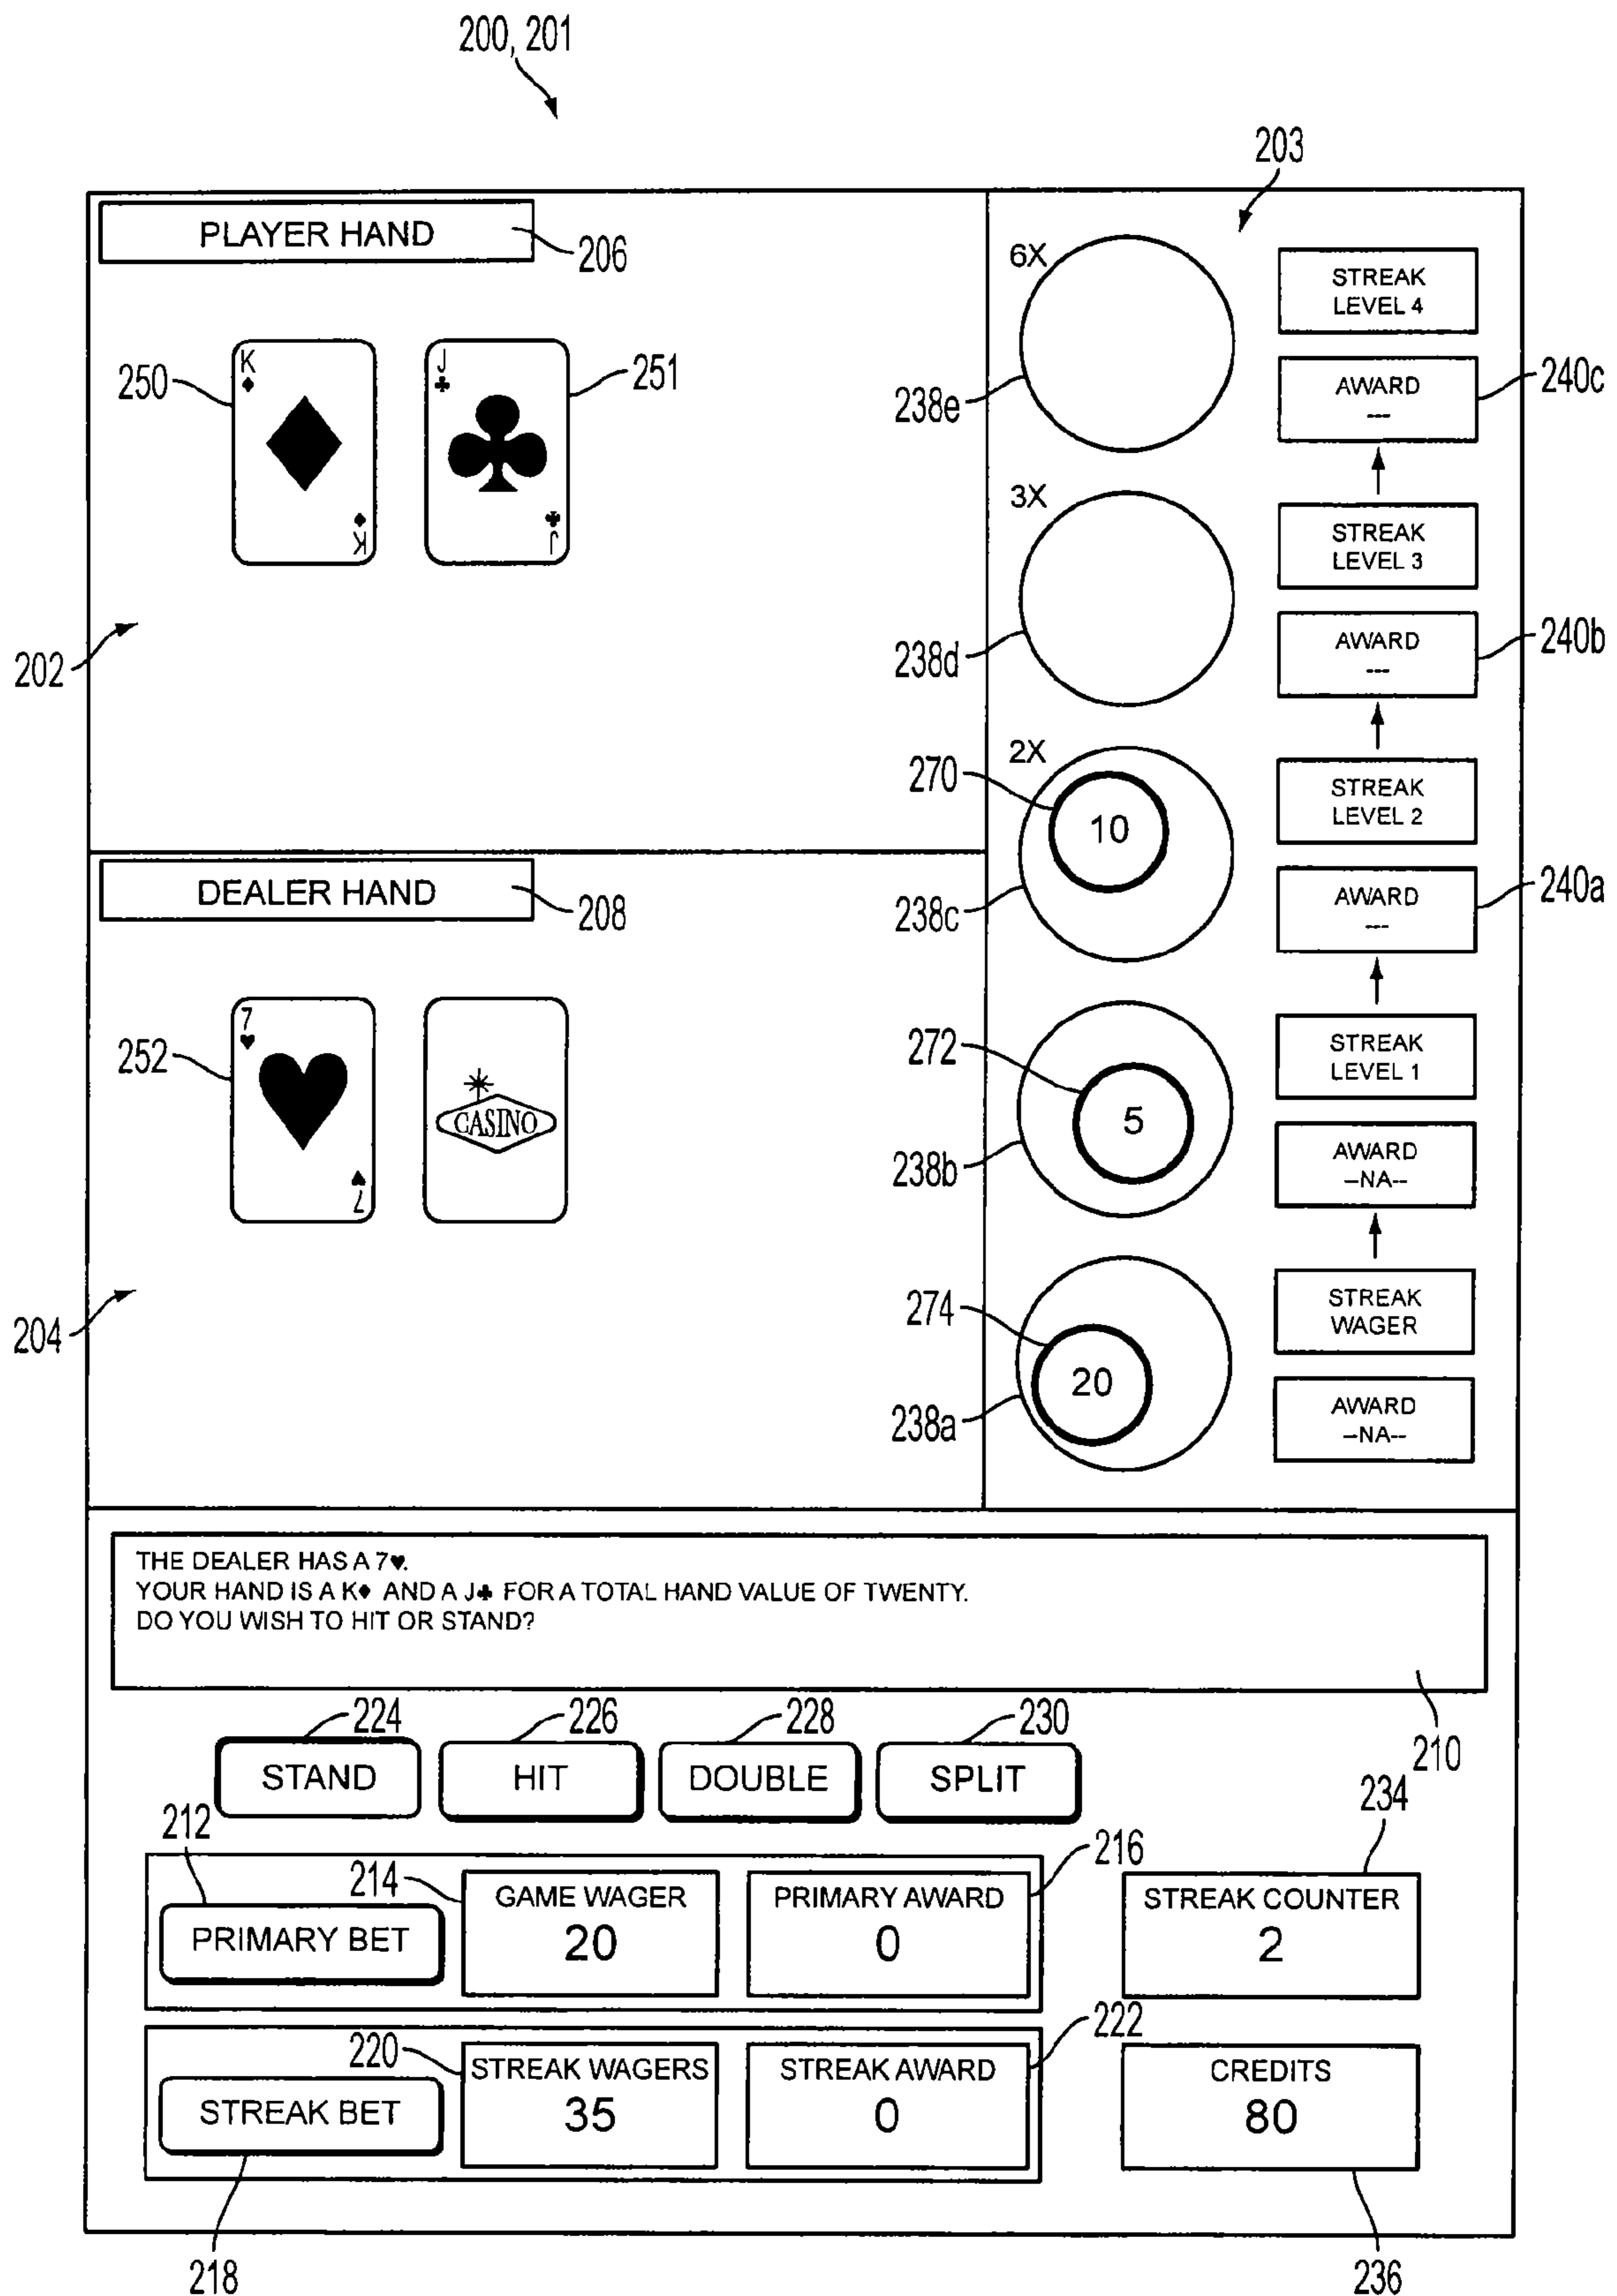 200, 201
203
PLAYER HAND
206
K♦
K♦
250
J♣
J♣
251
202
DEALER HAND
208
7♥
7♥
252
CASINO
204
6X
238e
STREAK
LEVEL 4
AWARD
---
240c
3X
238d
STREAK
LEVEL 3
AWARD
---
240b
2X
270
10
238c
STREAK
LEVEL 2
AWARD
---
240a
272
5
238b
STREAK
LEVEL 1
AWARD
--NA--
274
20
238a
STREAK
WAGER
AWARD
--NA--
THE DEALER HAS A 7♥.
YOUR HAND IS A K♦ AND A J♣ FOR A TOTAL HAND VALUE OF TWENTY.
DO YOU WISH TO HIT OR STAND?
210
224
226
228
230
STAND
HIT
DOUBLE
SPLIT
212
214
216
234
PRIMARY BET
GAME WAGER
20
PRIMARY AWARD
0
STREAK COUNTER
2
220
222
STREAK BET
STREAK WAGERS
35
STREAK AWARD
0
CREDITS
80
218
236